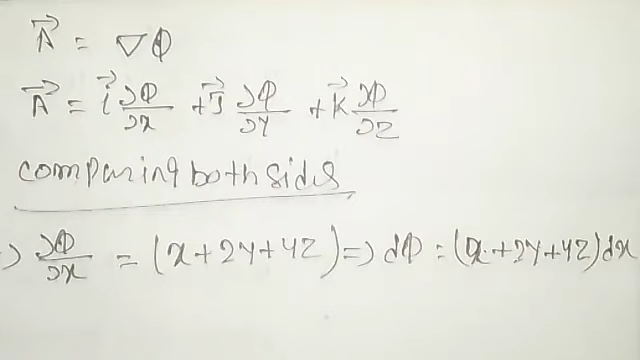 A⃗ = ∇Φ
A⃗ = i⃗ ∂Φ/∂x + J⃗ ∂Φ/∂y + K⃗ ∂Φ/∂z
comparing both sides
⇒ ∂Φ/∂x = (x+2y+4z) ⇒ dΦ = (x+2y+4z)dx